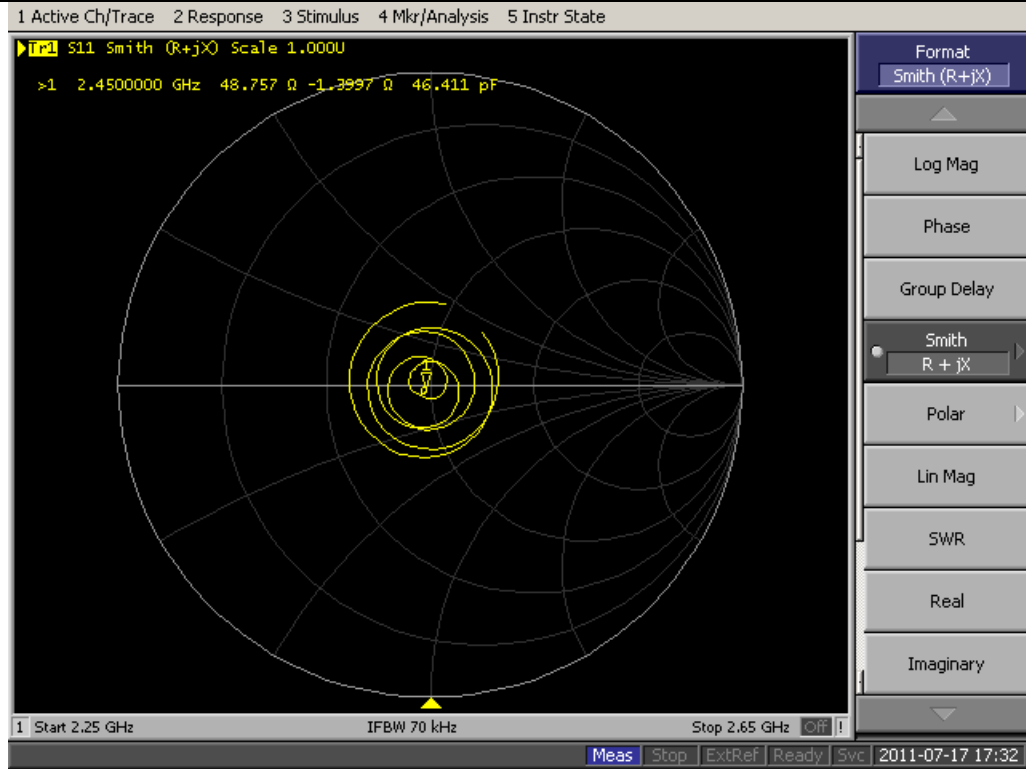 1 Active Ch/Trace 2 Response 3 Stimulus 4 Mkr/Analysis 5 Instr State
Tr1 S11 Smith (R+jX) Scale 1.000U
>1 2.4500000 GHz 48.757 Ω -1.3997 Ω 46.411 pF
1
Format
Smith (R+jX)
Log Mag
Phase
Group Delay
Smith
R + jX
Polar
Lin Mag
SWR
Real
Imaginary
1 Start 2.25 GHz IFBW 70 kHz Stop 2.65 GHz Off !
Meas Stop ExtRef Ready Svc 2011-07-17 17:32